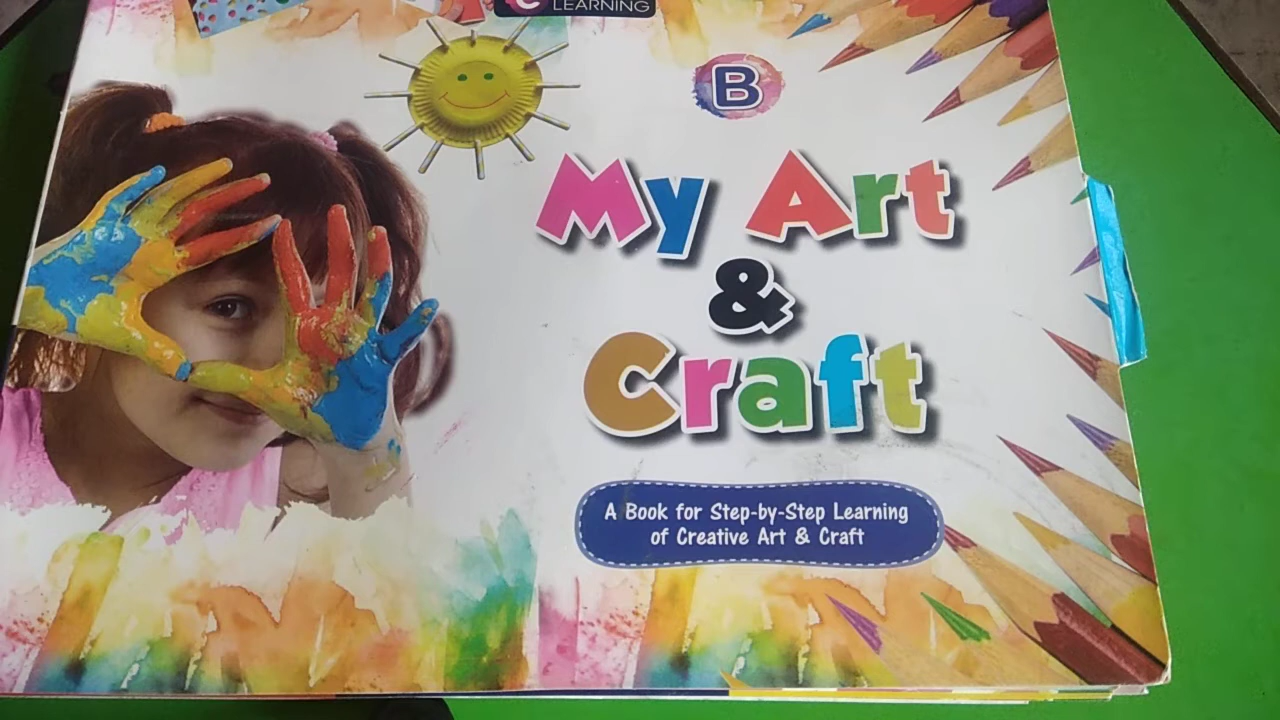 LEARNING
B
My Art
&
Craft
A Book for Step-by-Step Learning
of Creative Art & Craft